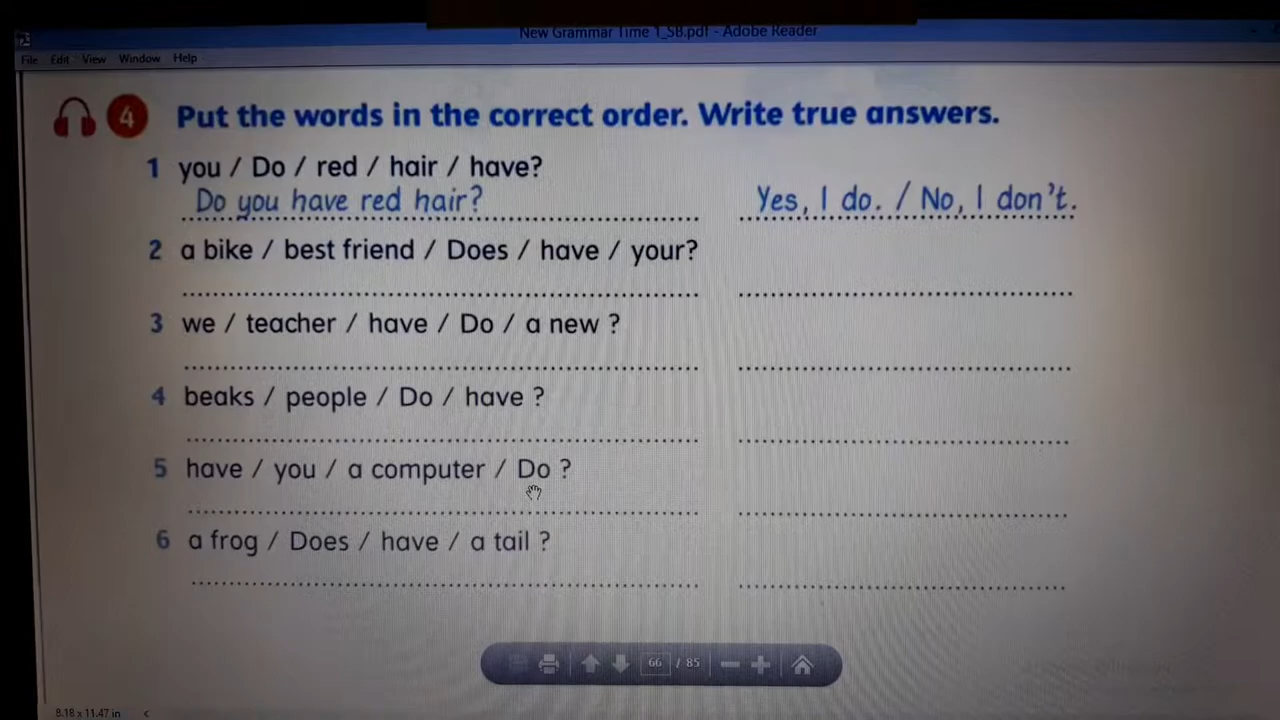 New Grammar Time 1_SB.pdf - Adobe Reader
File Edit View Window Help
4 Put the words in the correct order. Write true answers.
1 you / Do / red / hair / have?
Do you have red hair? Yes, I do. / No, I don't.
2 a bike / best friend / Does / have / your?
3 we / teacher / have / Do / a new ?
4 beaks / people / Do / have ?
5 have / you / a computer / Do ?
6 a frog / Does / have / a tail ?
66 / 85
8.18 x 11.47 in